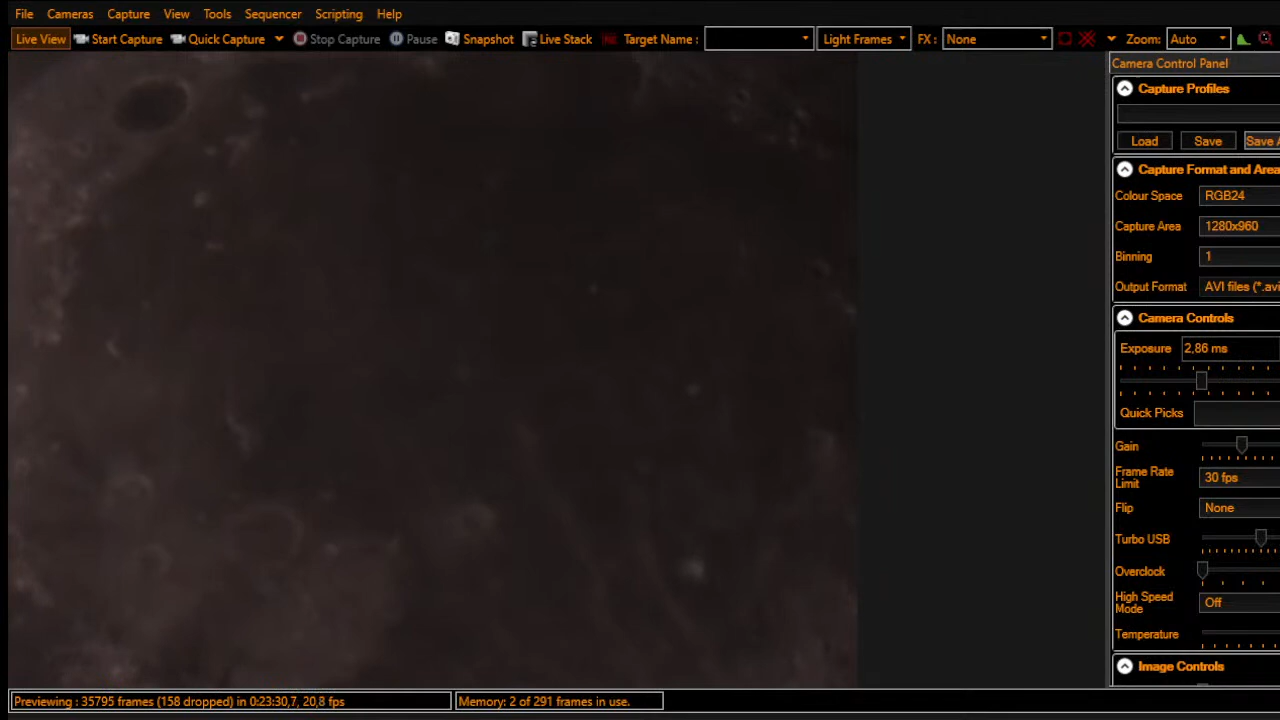 File Cameras Capture View Tools Sequencer Scripting Help
Live View Start Capture Quick Capture Stop Capture Pause Snapshot Live Stack Target Name : Light Frames FX : None Zoom: Auto
Camera Control Panel
Capture Profiles
Load Save Save A
Capture Format and Area
Colour Space RGB24
Capture Area 1280x960
Binning 1
Output Format AVI files (*.avi
Camera Controls
Exposure 2,86 ms
Quick Picks
Gain
Frame Rate
Limit
30 fps
Flip None
Turbo USB
Overclock
High Speed
Mode
Off
Temperature
Image Controls
Previewing : 35795 frames (158 dropped) in 0:23:30,7, 20,8 fps Memory: 2 of 291 frames in use.